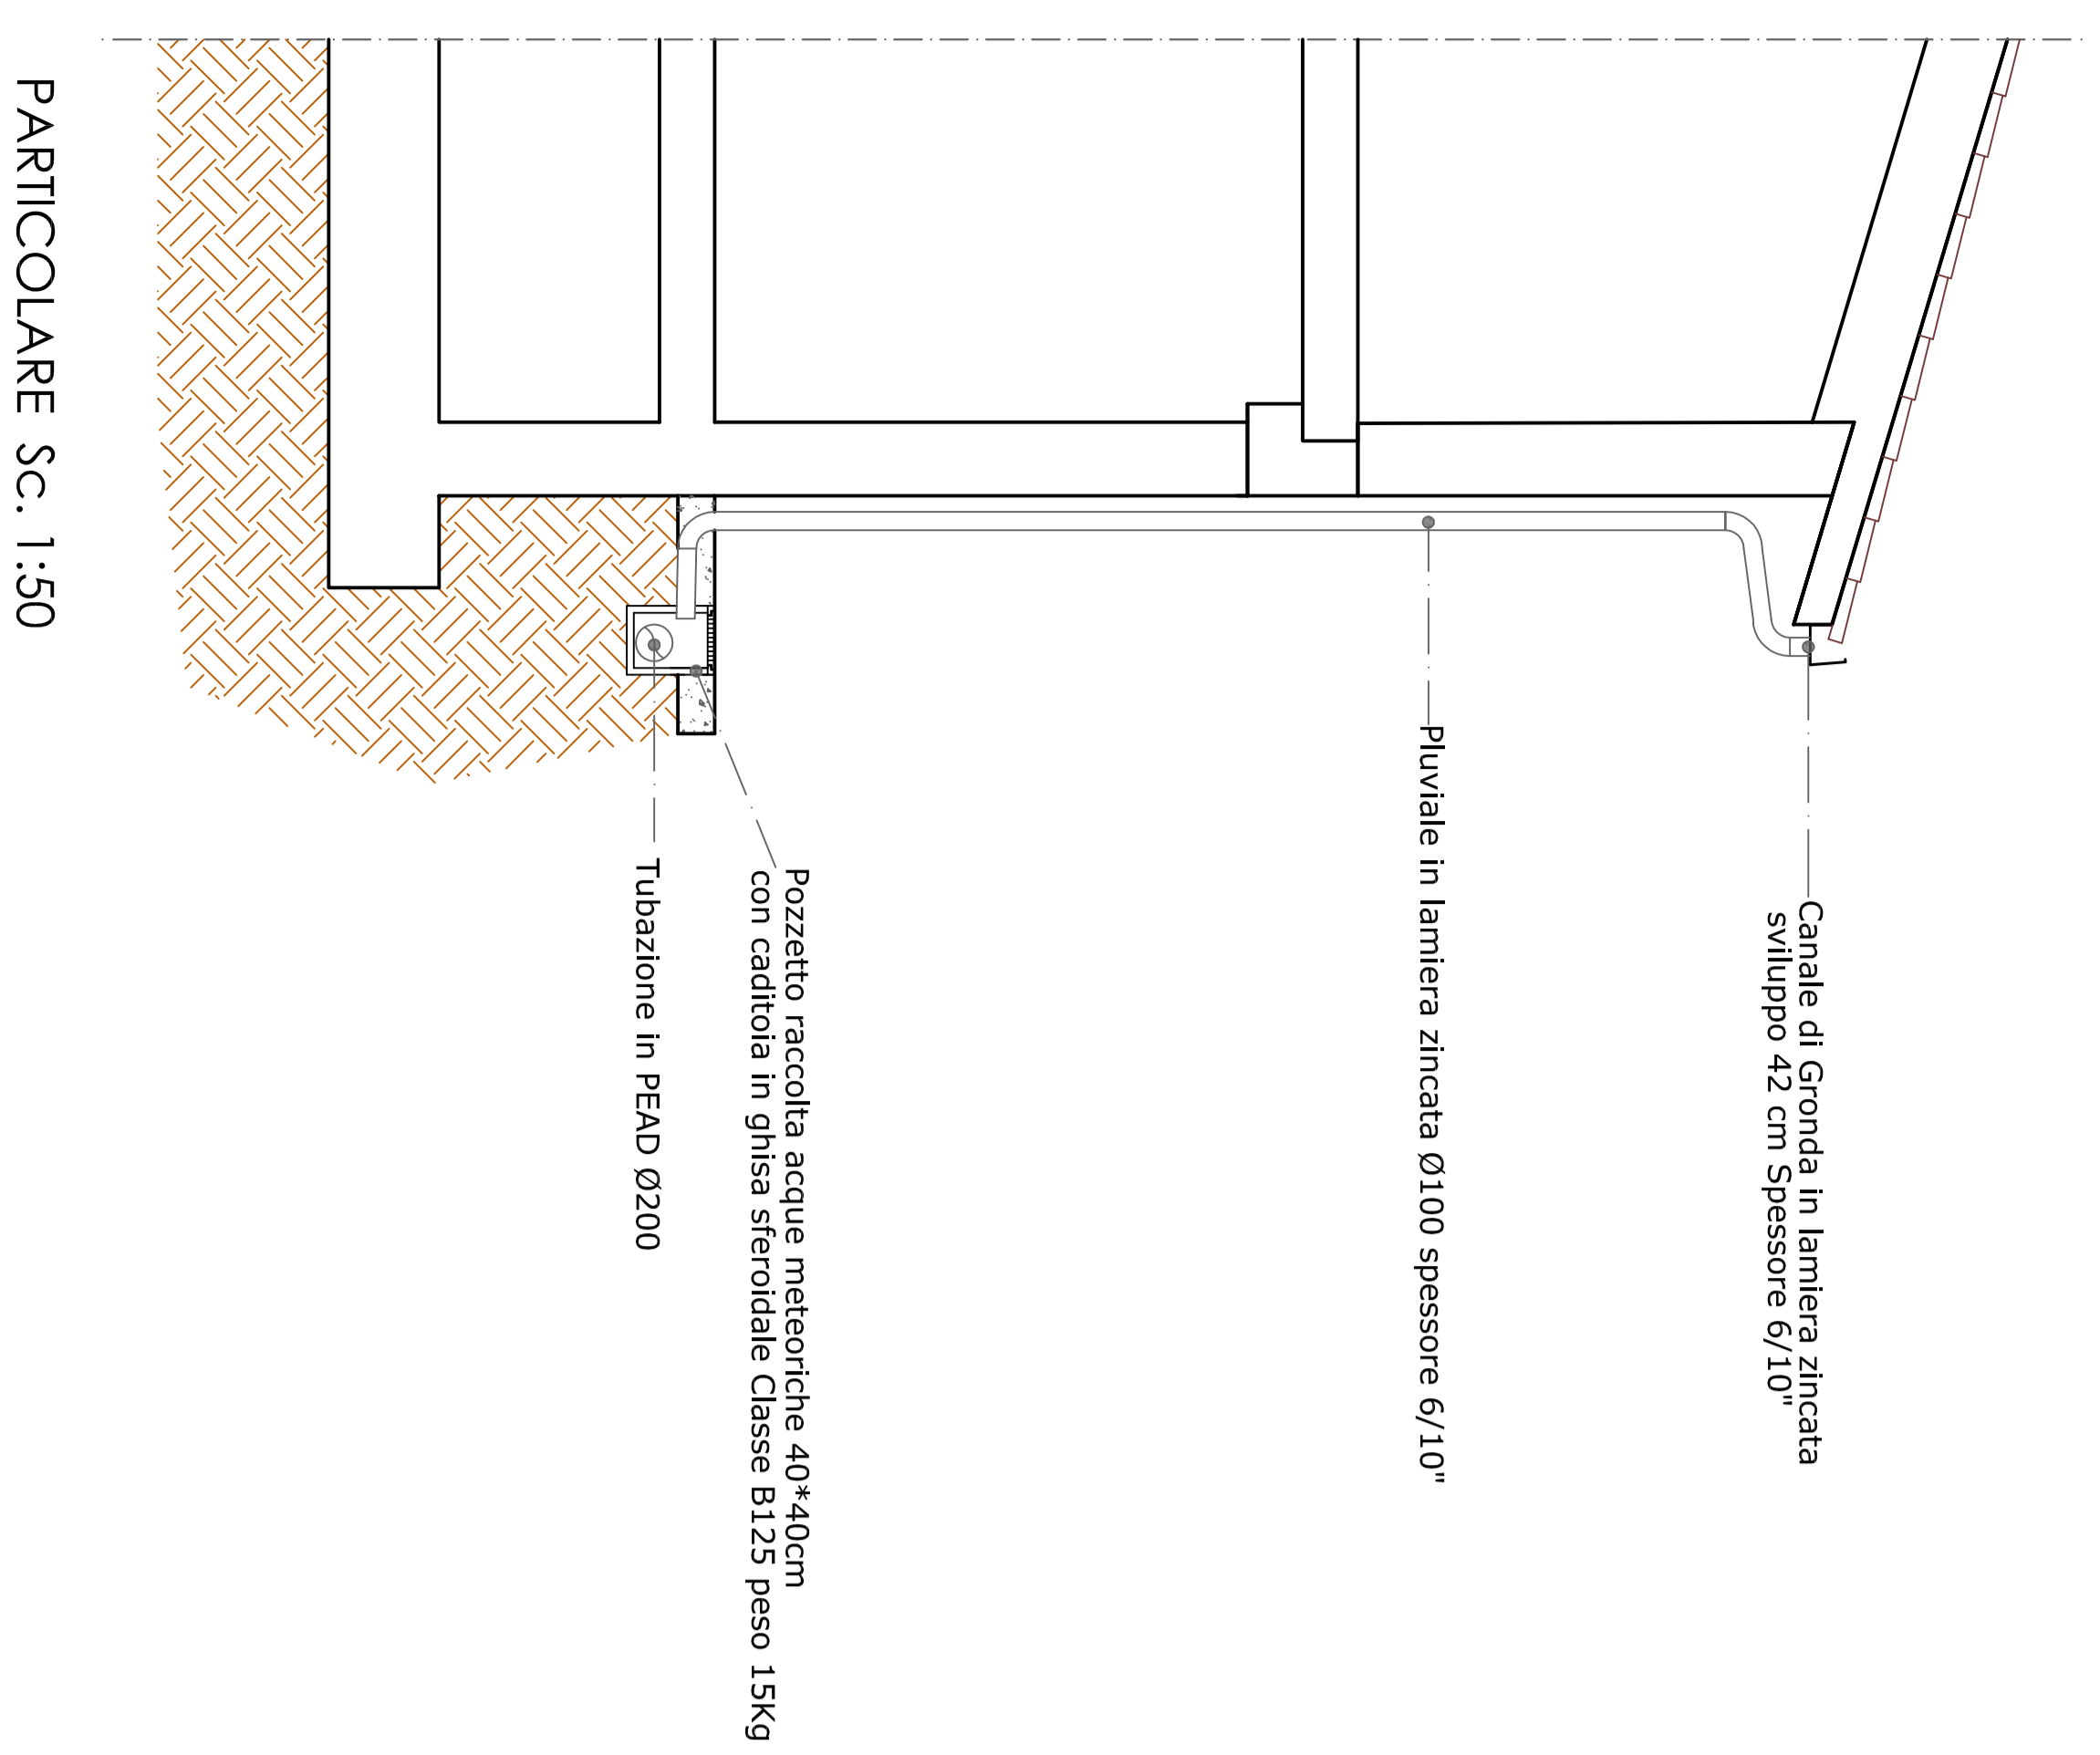 Canale di Gronda in lamiera zincata
sviluppo 42 cm Spessore 6/10"
Pluviale in lamiera zincata Ø100 spessore 6/10"
Pozzetto raccolta acque meteoriche 40*40cm
con caditoia in ghisa sferoidale Classe B125 peso 15Kg
Tubazione in PEAD Ø200
PARTICOLARE Sc. 1:50